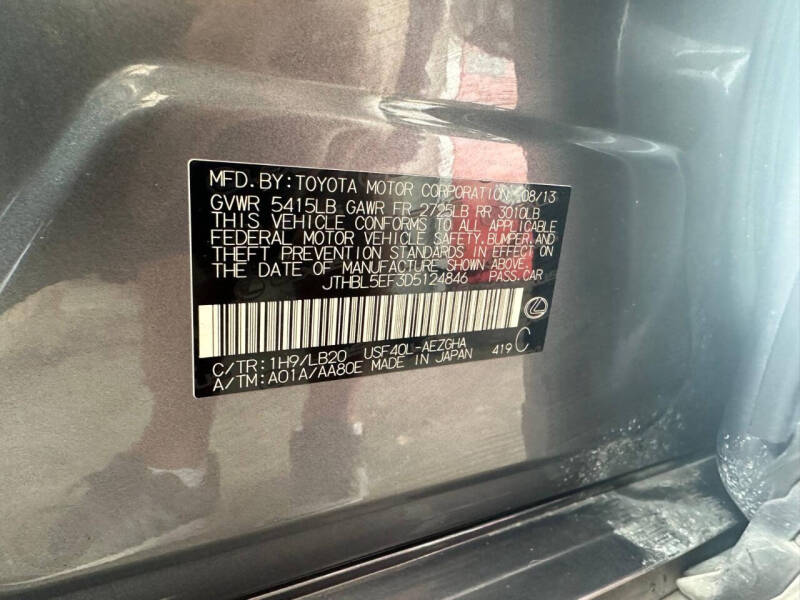 MFD. BY: TOYOTA MOTOR CORPORATION 08/13
GVWR 5415LB GAWR FR 2725LB RR 3010LB
THIS VEHICLE CONFORMS TO ALL APPLICABLE
FEDERAL MOTOR VEHICLE SAFETY, BUMPER, AND
THEFT PREVENTION STANDARDS IN EFFECT ON
THE DATE OF MANUFACTURE SHOWN ABOVE.
JTHBL5EF3D5124846 PASS. CAR
C/TR: 1H9/LB20 USF40L-AEZGHA
A/TM: A01A/AA80E MADE IN JAPAN 419 C